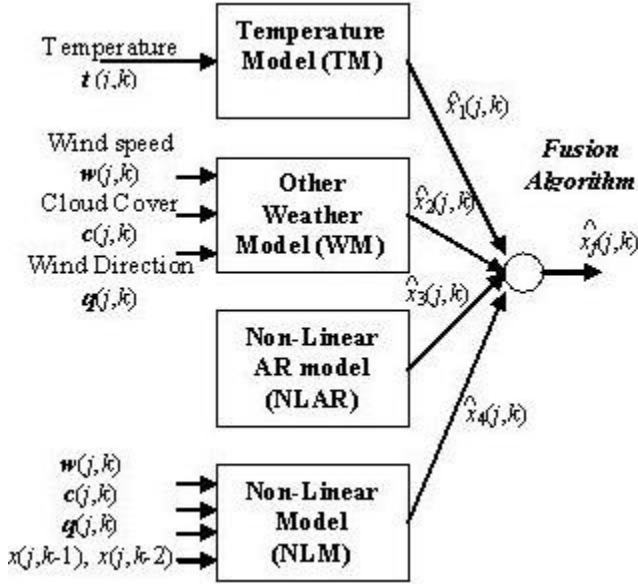 Temperature
t(j,k)
Temperature
Model (TM)
x̂1(j,k)
Wind speed
w(j,k)
Cloud Cover
c(j,k)
Wind Direction
q(j,k)
Other
Weather
Model (WM)
x̂2(j,k)
Fusion
Algorithm
x̂f(j,k)
Non-Linear
AR model
(NLAR)
x̂3(j,k)
w(j,k)
c(j,k)
q(j,k)
x(j,k-1), x(j,k-2)
Non-Linear
Model
(NLM)
x̂4(j,k)